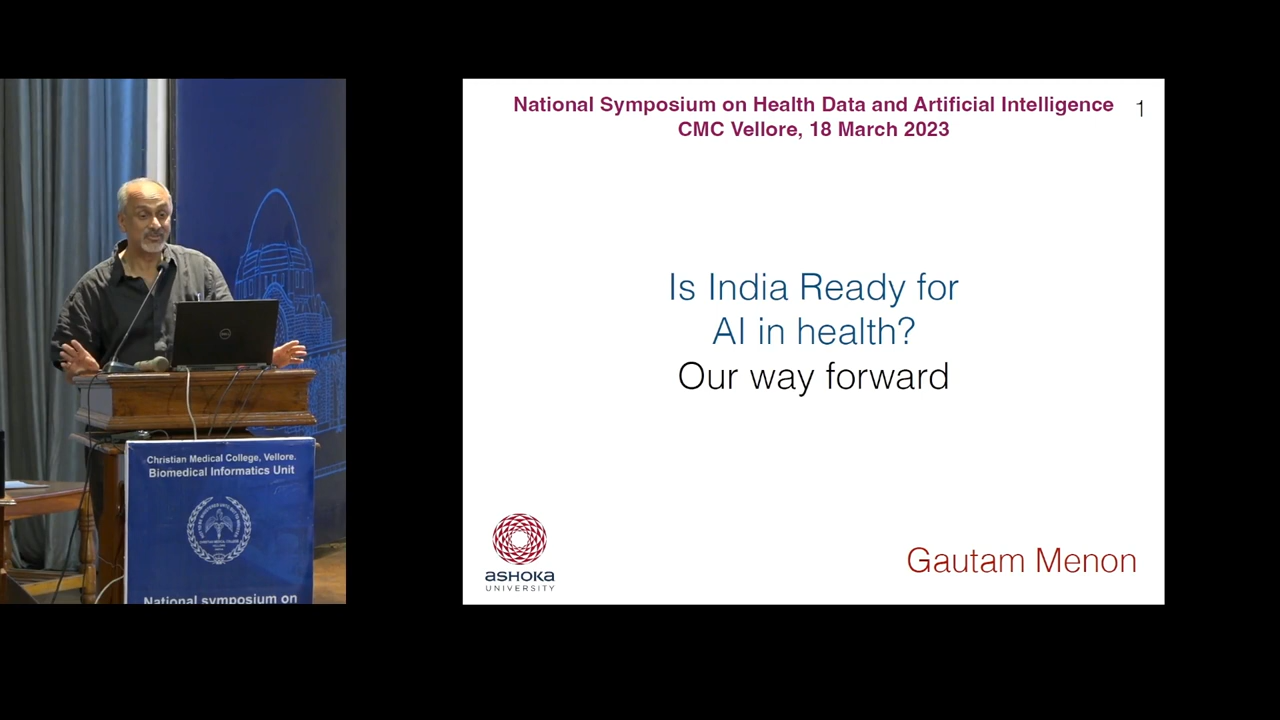 National Symposium on Health Data and Artificial Intelligence
CMC Vellore, 18 March 2023
1
Is India Ready for
AI in health?
Our way forward
ASHOKA
UNIVERSITY
Gautam Menon
DELL
Christian Medical College, Vellore.
Biomedical Informatics Unit
National symposium on